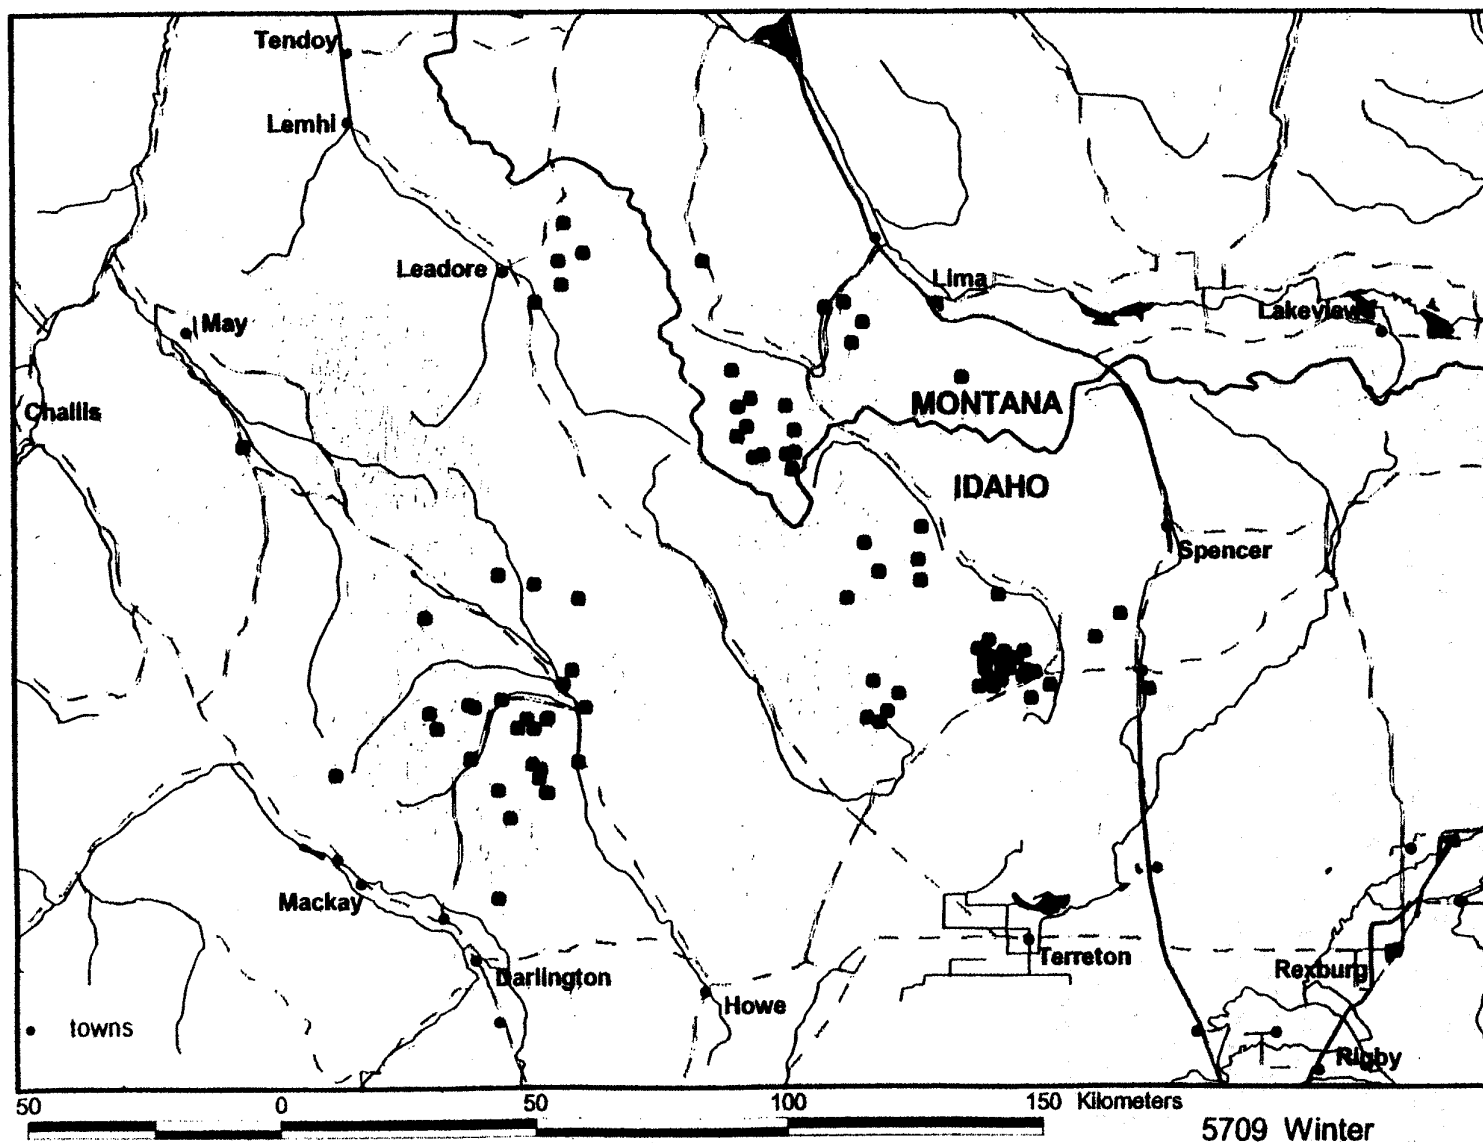 Tendoy
Lemhi
Leadore
Lima
Lakeview
May
Challis
MONTANA
IDAHO
Spencer
Mackay
Terreton
Darlington
Rexburg
Howe
towns
Rigby
50 0 50 100 150 Kilometers
5709 Winter